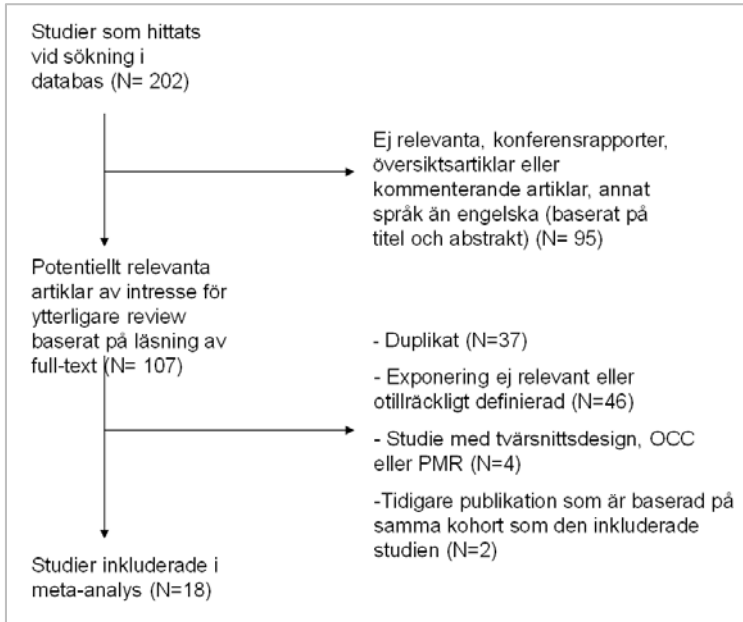 Studier som hittats
vid sökning i
databas (N= 202)
Ej relevanta, konferensrapporter,
översiktsartiklar eller
kommenterande artiklar, annat
språk än engelska (baserat på
titel och abstrakt) (N= 95)
Potentiellt relevanta
artiklar av intresse för
ytterligare review
baserat på läsning av
full-text (N= 107)
- Duplikat (N=37)
- Exponering ej relevant eller
otillräckligt definierad (N=46)
- Studie med tvärsnittsdesign, OCC
eller PMR (N=4)
-Tidigare publikation som är baserad på
samma kohort som den inkluderade
studien (N=2)
Studier inkluderade i
meta-analys (N=18)